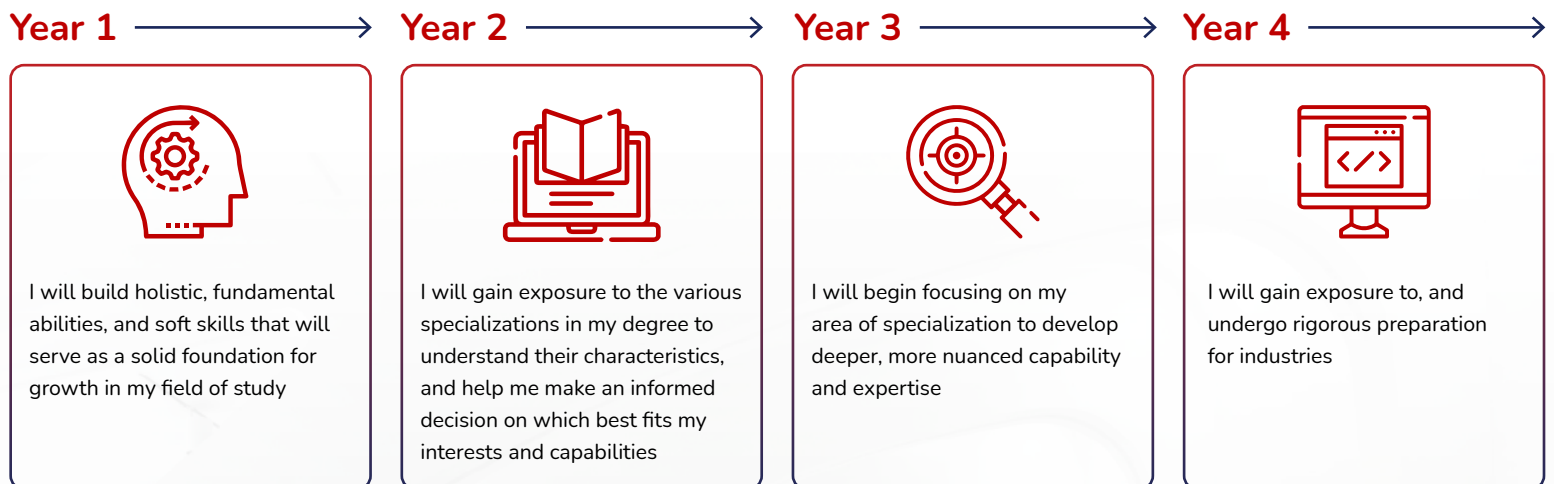 Year 1
I will build holistic, fundamental
abilities, and soft skills that will
serve as a solid foundation for
growth in my field of study
Year 2
I will gain exposure to the various
specializations in my degree to
understand their characteristics,
and help me make an informed
decision on which best fits my
interests and capabilities
Year 3
I will begin focusing on my
area of specialization to develop
deeper, more nuanced capability
and expertise
Year 4
I will gain exposure to, and
undergo rigorous preparation
for industries